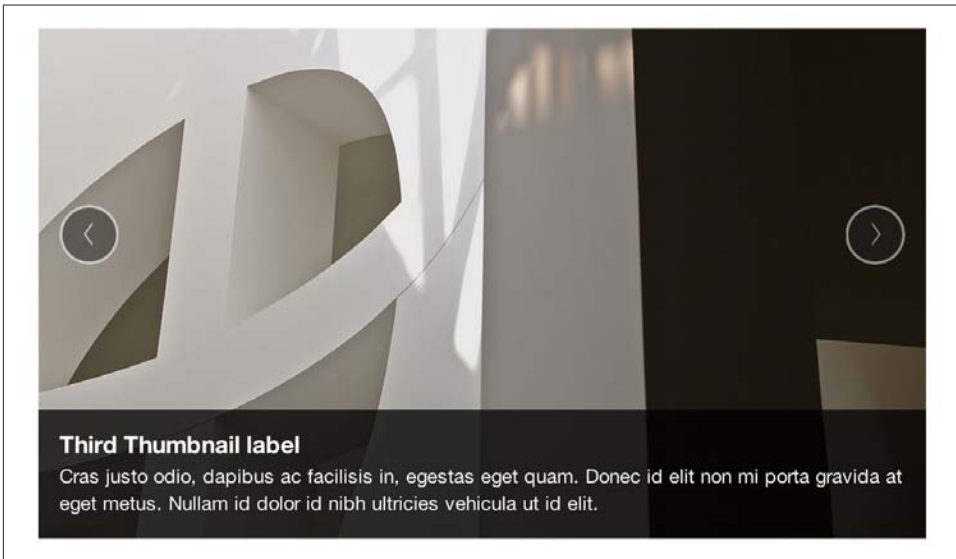 Third Thumbnail label
Cras justo odio, dapibus ac facilisis in, egestas eget quam. Donec id elit non mi porta gravida at
eget metus. Nullam id dolor id nibh ultricies vehicula ut id elit.